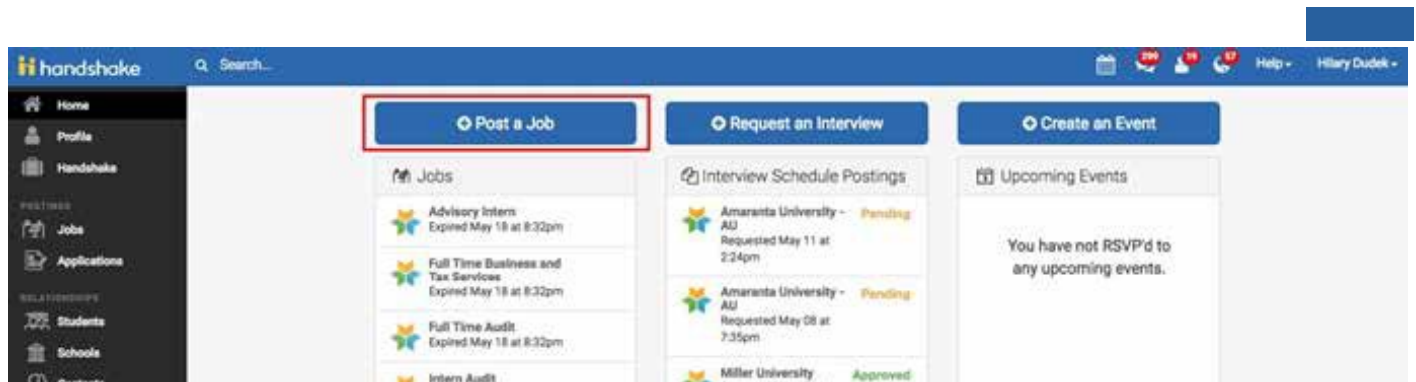 handshake
Search...
299
19
Help
Hilary Dudek
Home
Profile
Handshake
POSTINGS
Jobs
Applications
RELATIONSHIPS
Students
Schools
Contacts
Post a Job
Jobs
Advisory Intern
Expired May 18 at 8:32pm
Full Time Business and
Tax Services
Expired May 18 at 8:32pm
Full Time Audit
Expired May 18 at 8:32pm
Intern Audit
Request an Interview
Interview Schedule Postings
Amaranta University - Pending
AU
Requested May 11 at
2:24pm
Amaranta University - Pending
AU
Requested May 08 at
7:35pm
Miller University Approved
Create an Event
Upcoming Events
You have not RSVP'd to
any upcoming events.